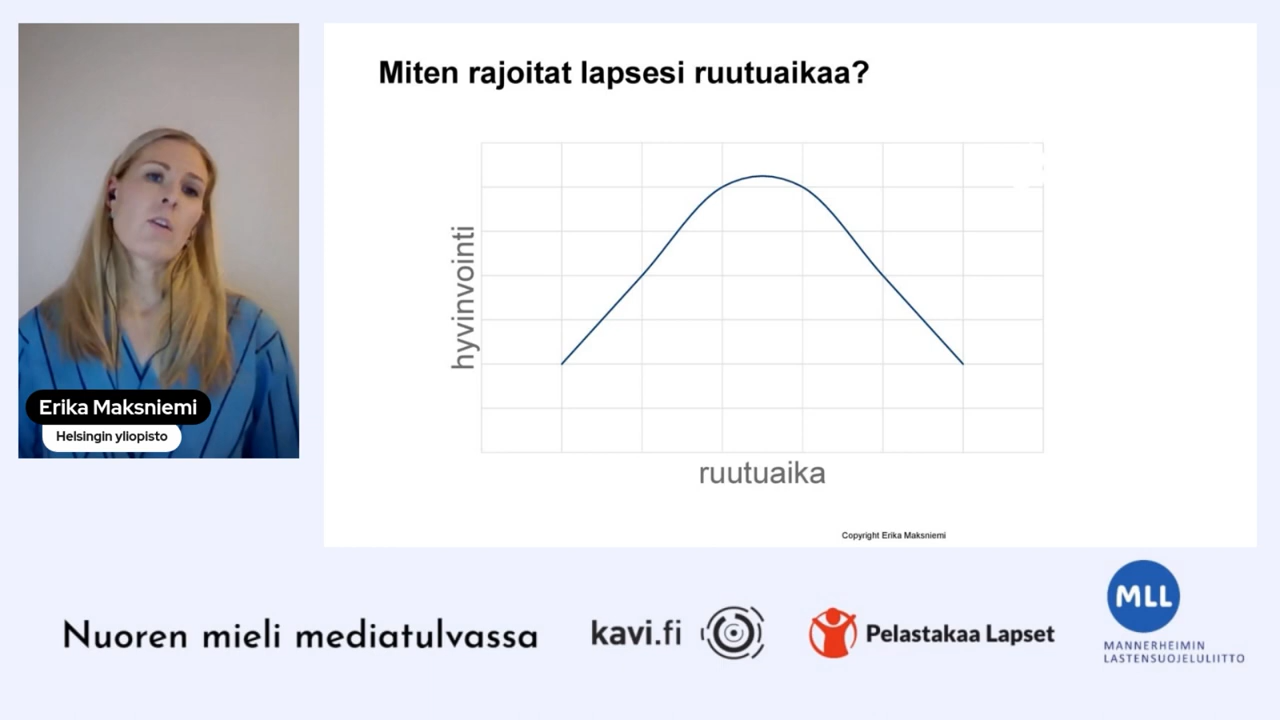 Miten rajoitat lapsesi ruutuaikaa?
hyvinvointi
ruutuaika
Copyright Erika Maksniemi
Erika Maksniemi
Helsingin yliopisto
Nuoren mieli mediatulvassa
kavi.fi
Pelastakaa Lapset
MLL
MANNERHEIMIN
LASTENSUOJELULIITTO